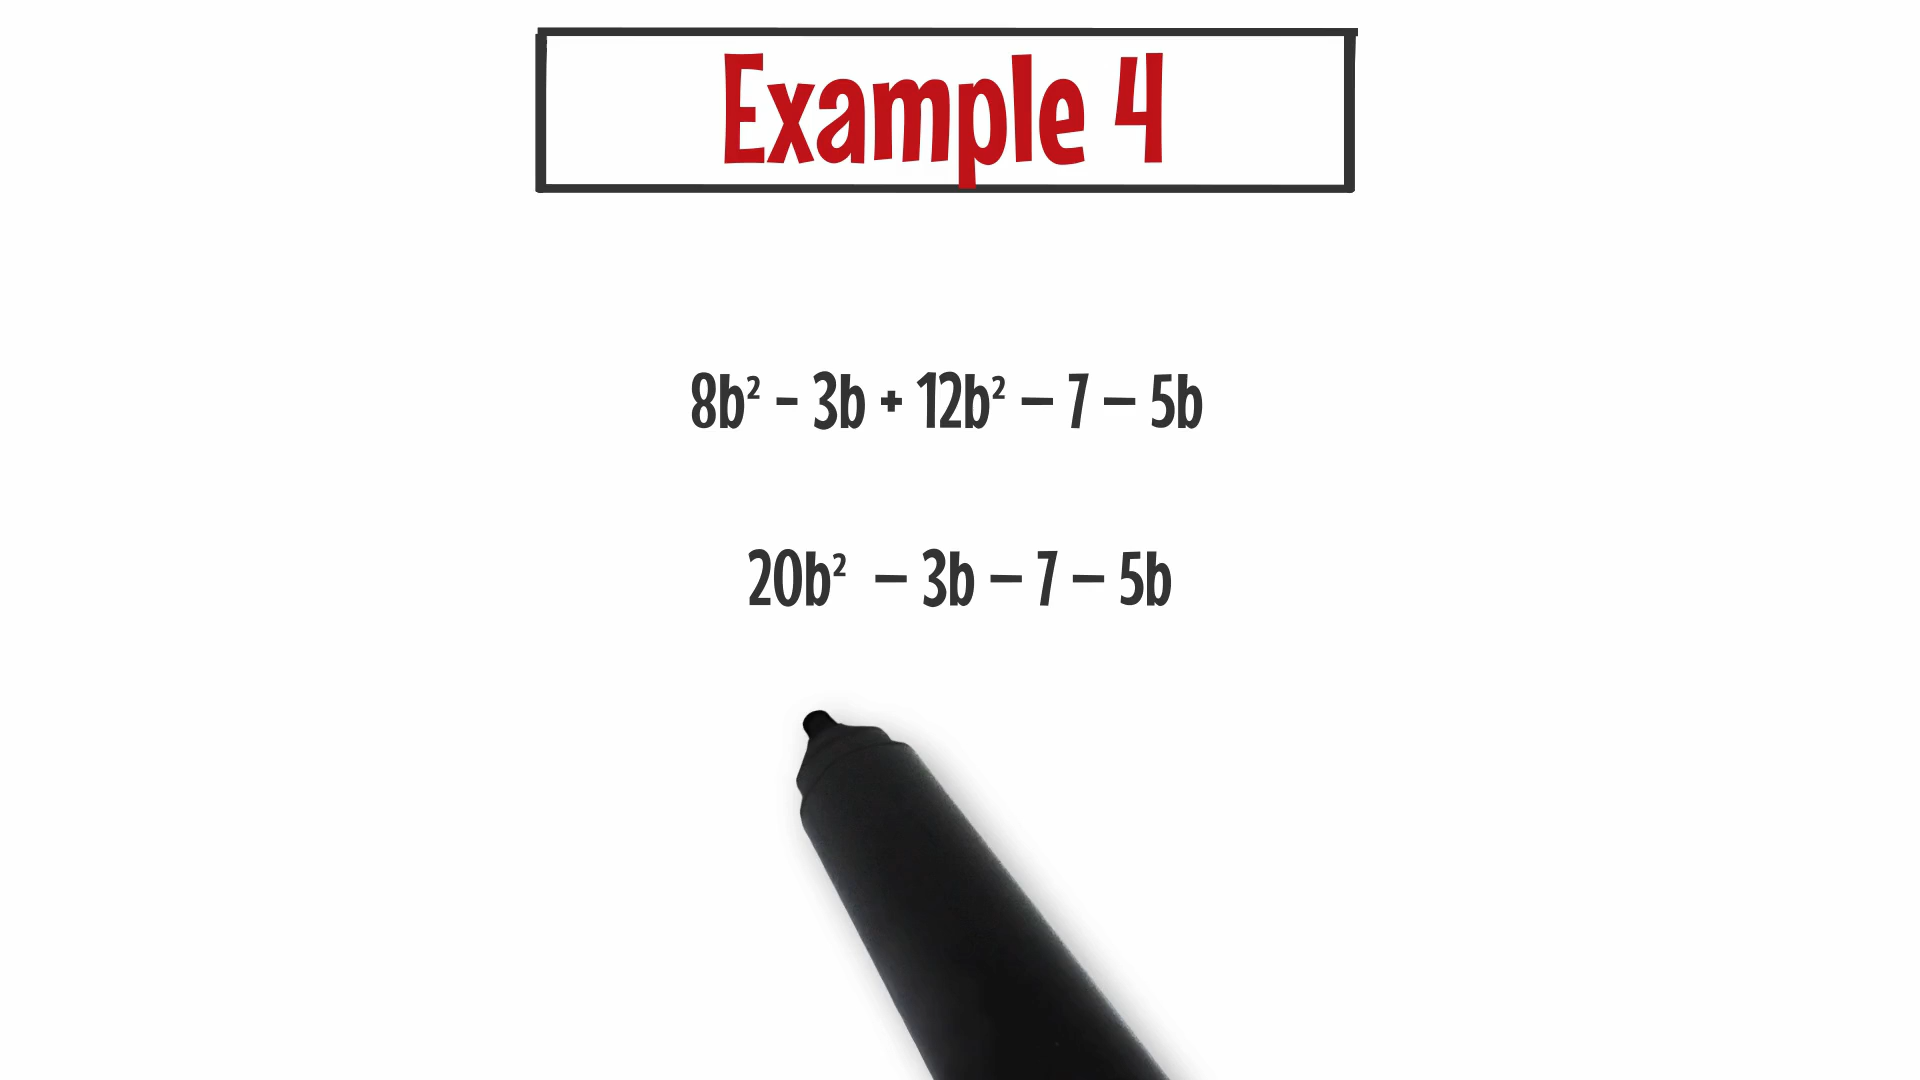 Example 4
8b² – 3b + 12b² – 7 – 5b
20b² – 3b – 7 – 5b